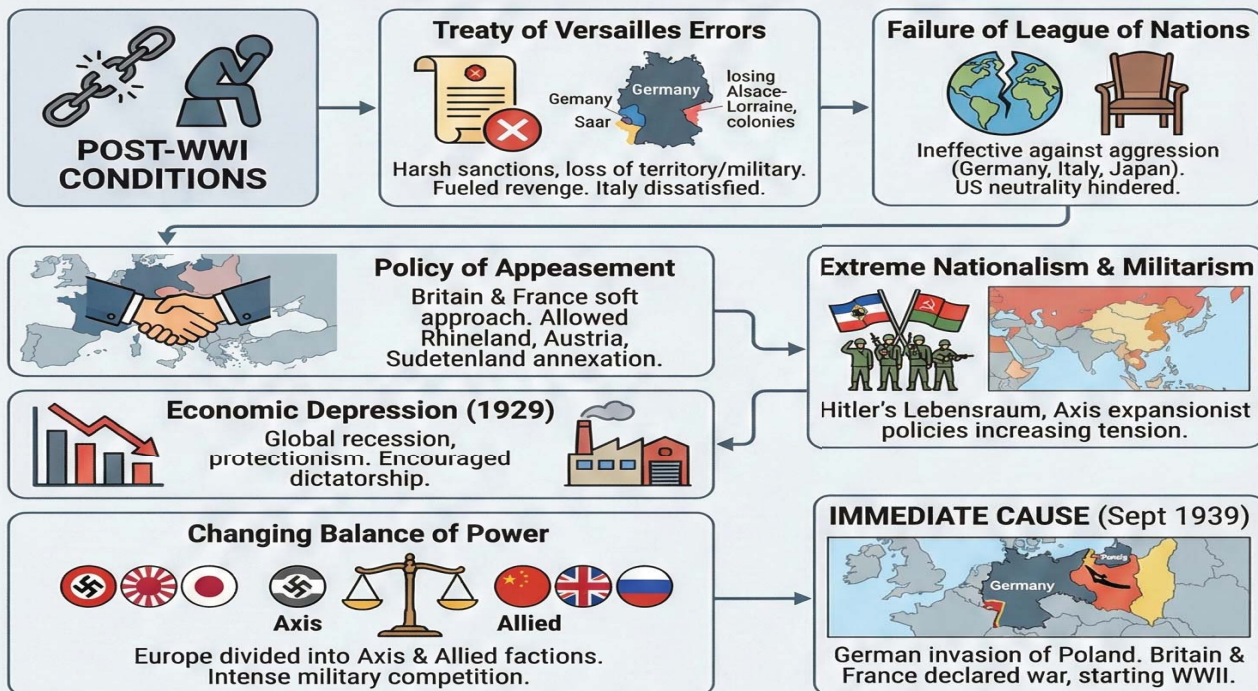 POST-WWI
CONDITIONS
Treaty of Versailles Errors
Gemany
Saar
Germany
losing
Alsace-
Lorraine,
colonies
Harsh sanctions, loss of territory/military.
Fueled revenge. Italy dissatisfied.
Failure of League of Nations
Ineffective against aggression
(Germany, Italy, Japan).
US neutrality hindered.
Policy of Appeasement
Britain & France soft
approach. Allowed
Rhineland, Austria,
Sudetenland annexation.
Extreme Nationalism & Militarism
Hitler's Lebensraum, Axis expansionist
policies increasing tension.
Economic Depression (1929)
Global recession,
protectionism. Encouraged
dictatorship.
Changing Balance of Power
Axis
Allied
Europe divided into Axis & Allied factions.
Intense military competition.
IMMEDIATE CAUSE (Sept 1939)
Germany
German invasion of Poland. Britain &
France declared war, starting WWII.